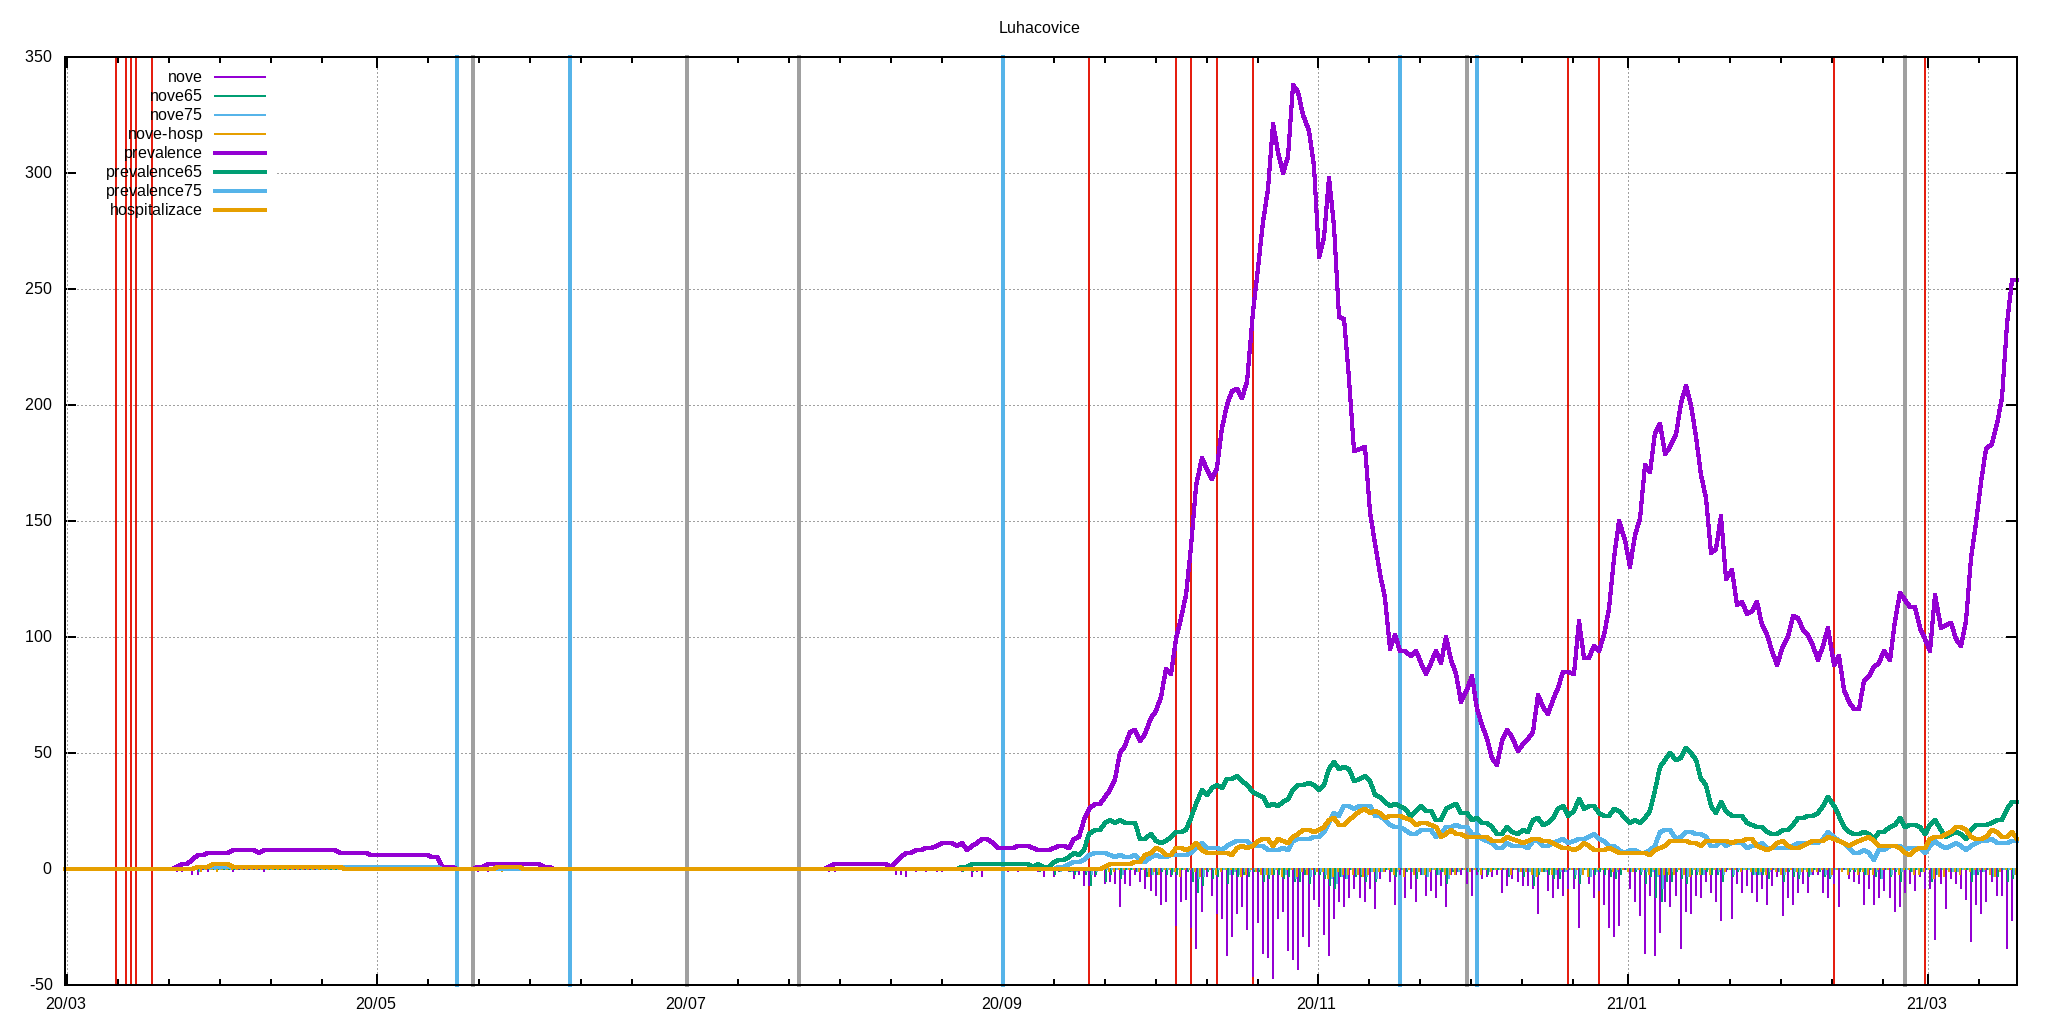 Luhacovice
350
300
250
200
150
100
50
0
-50
nove
nove65
nove75
nove-hosp
prevalence
prevalence65
prevalence75
hospitalizace
20/03
20/05
20/07
20/09
20/11
21/01
21/03